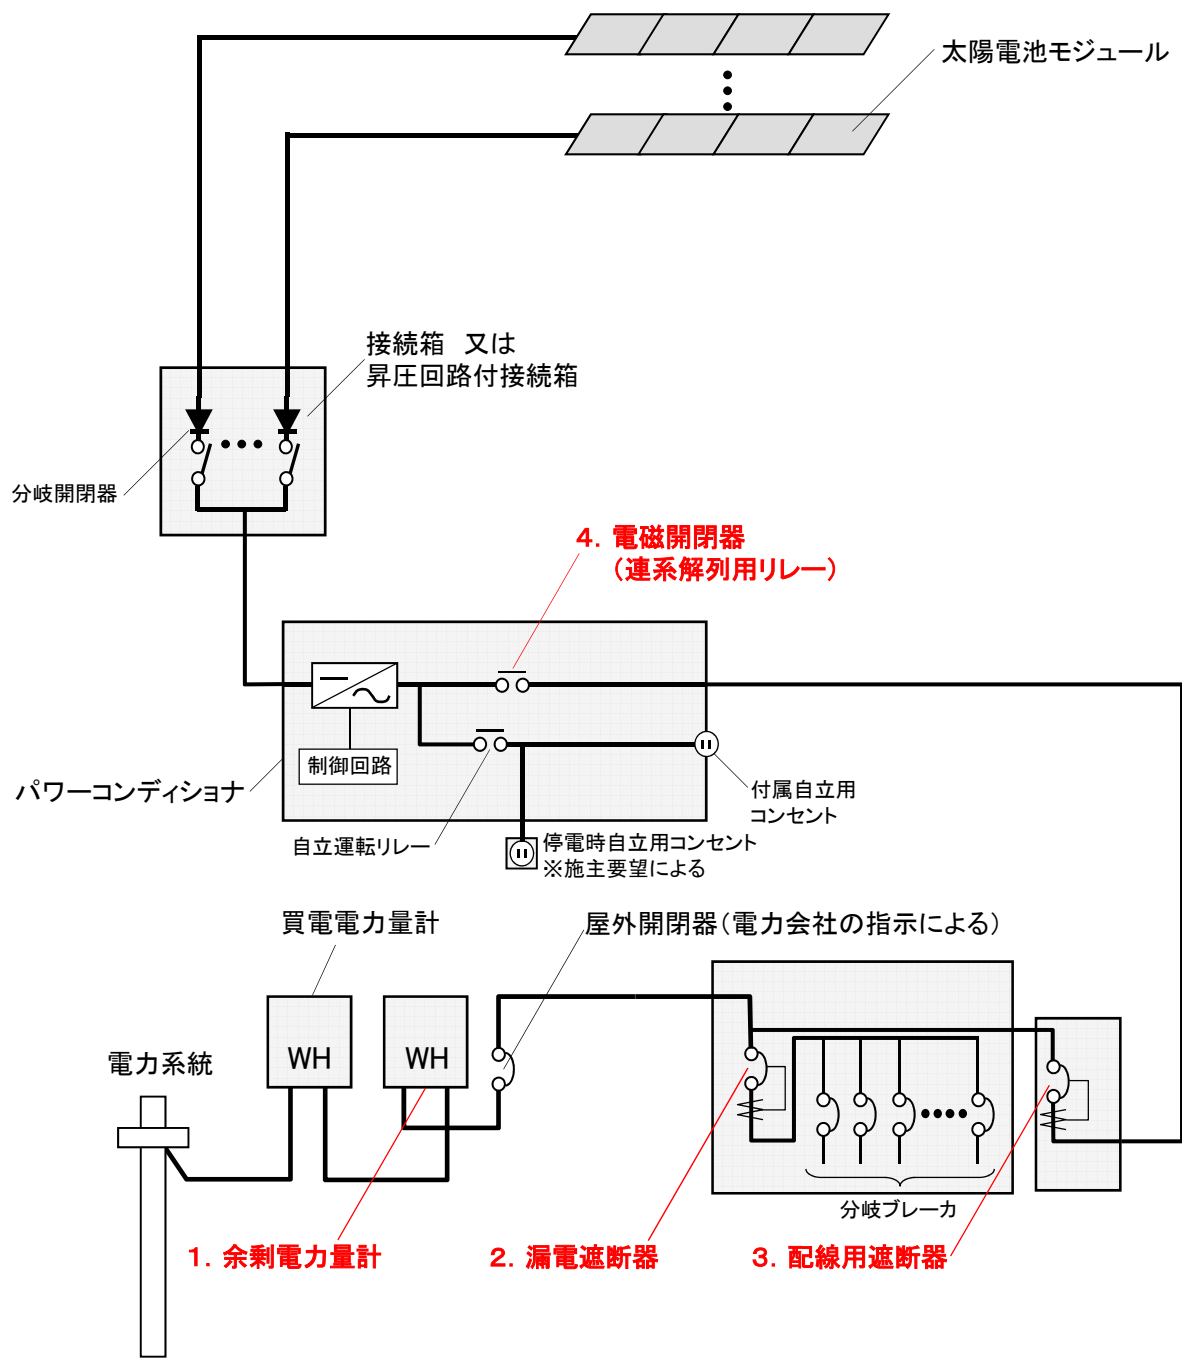 太陽電池モジュール
接続箱 又は
昇圧回路付接続箱
分岐開閉器
4. 電磁開閉器
(連系解列用リレー)
制御回路
パワーコンディショナ
付属自立用
コンセント
自立運転リレー
停電時自立用コンセント
※施主要望による
買電電力量計
屋外開閉器(電力会社の指示による)
WH
WH
電力系統
分岐ブレーカ
1. 余剰電力量計
2. 漏電遮断器
3. 配線用遮断器